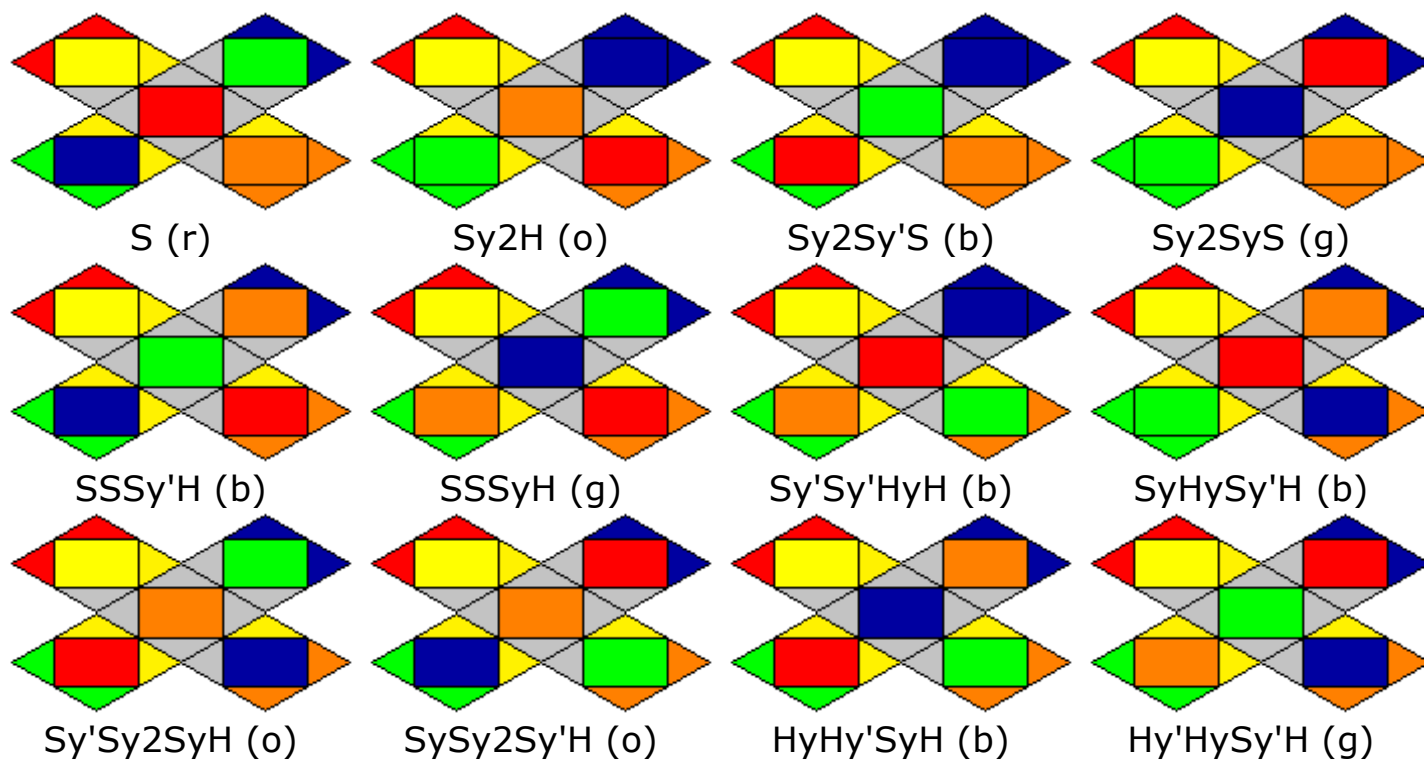 S (r) Sy2H (o) Sy2Sy'S (b) Sy2SyS (g)
SSSy'H (b) SSSyH (g) Sy'Sy'HyH (b) SyHySy'H (b)
Sy'Sy2SyH (o) SySy2Sy'H (o) HyHy'SyH (b) Hy'HySy'H (g)